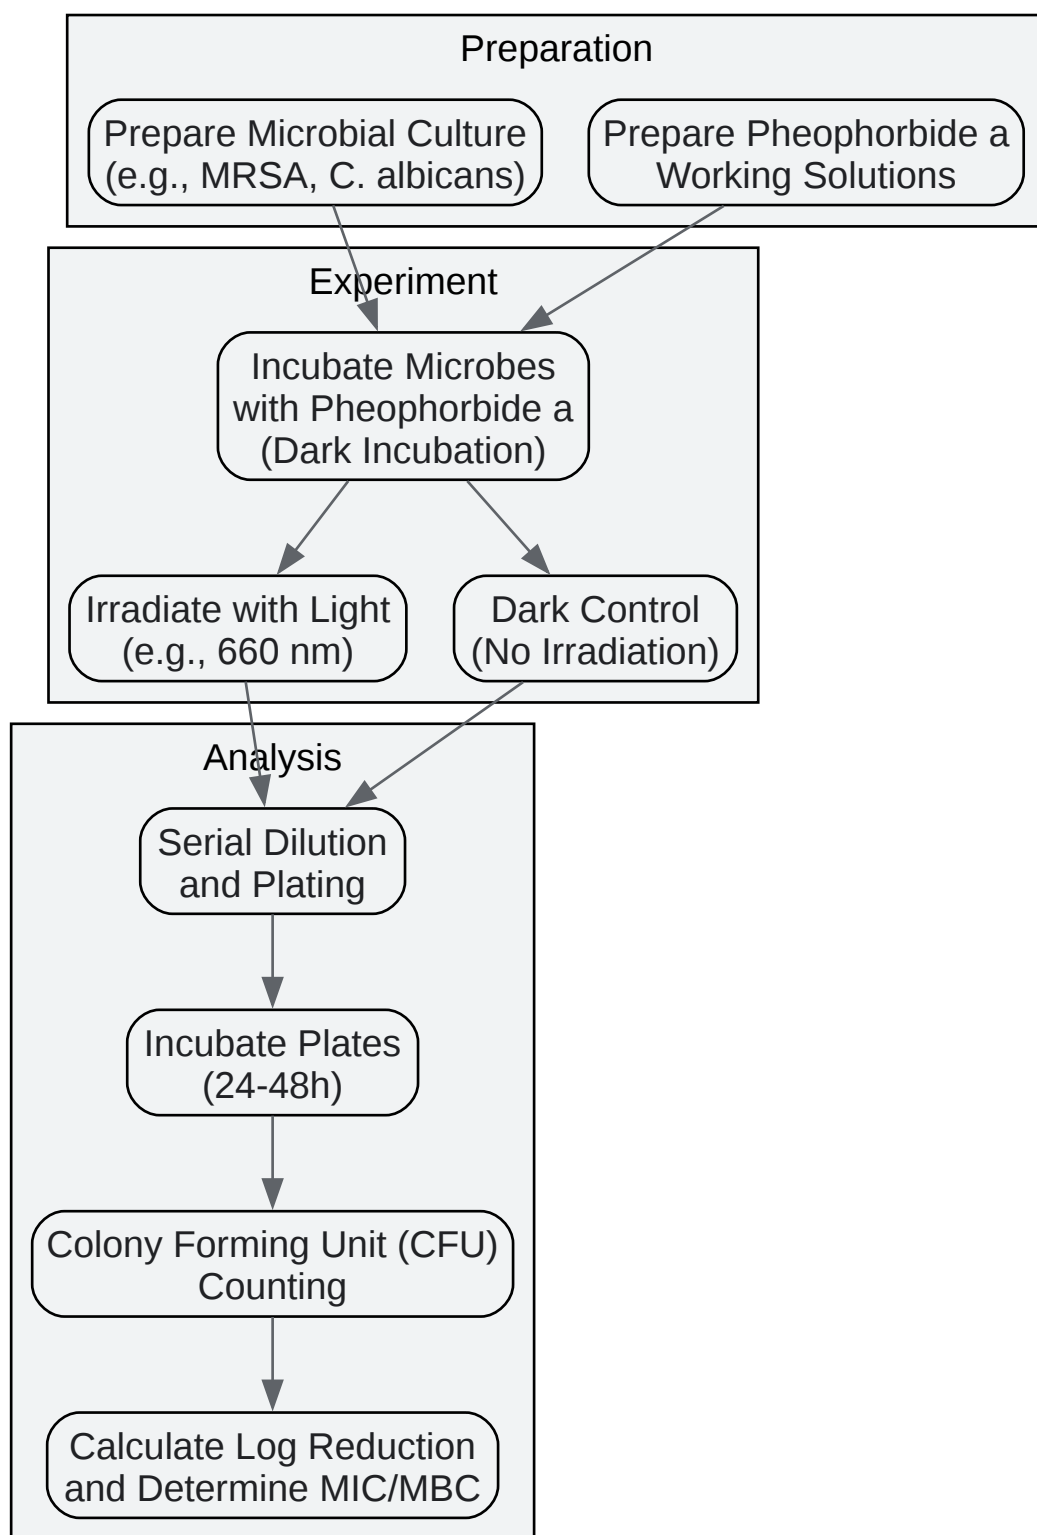 Preparation
Prepare Microbial Culture
(e.g., MRSA, C. albicans)
Prepare Pheophorbide a
Working Solutions
Experiment
Incubate Microbes
with Pheophorbide a
(Dark Incubation)
Irradiate with Light
(e.g., 660 nm)
Dark Control
(No Irradiation)
Analysis
Serial Dilution
and Plating
Incubate Plates
(24-48h)
Colony Forming Unit (CFU)
Counting
Calculate Log Reduction
and Determine MIC/MBC